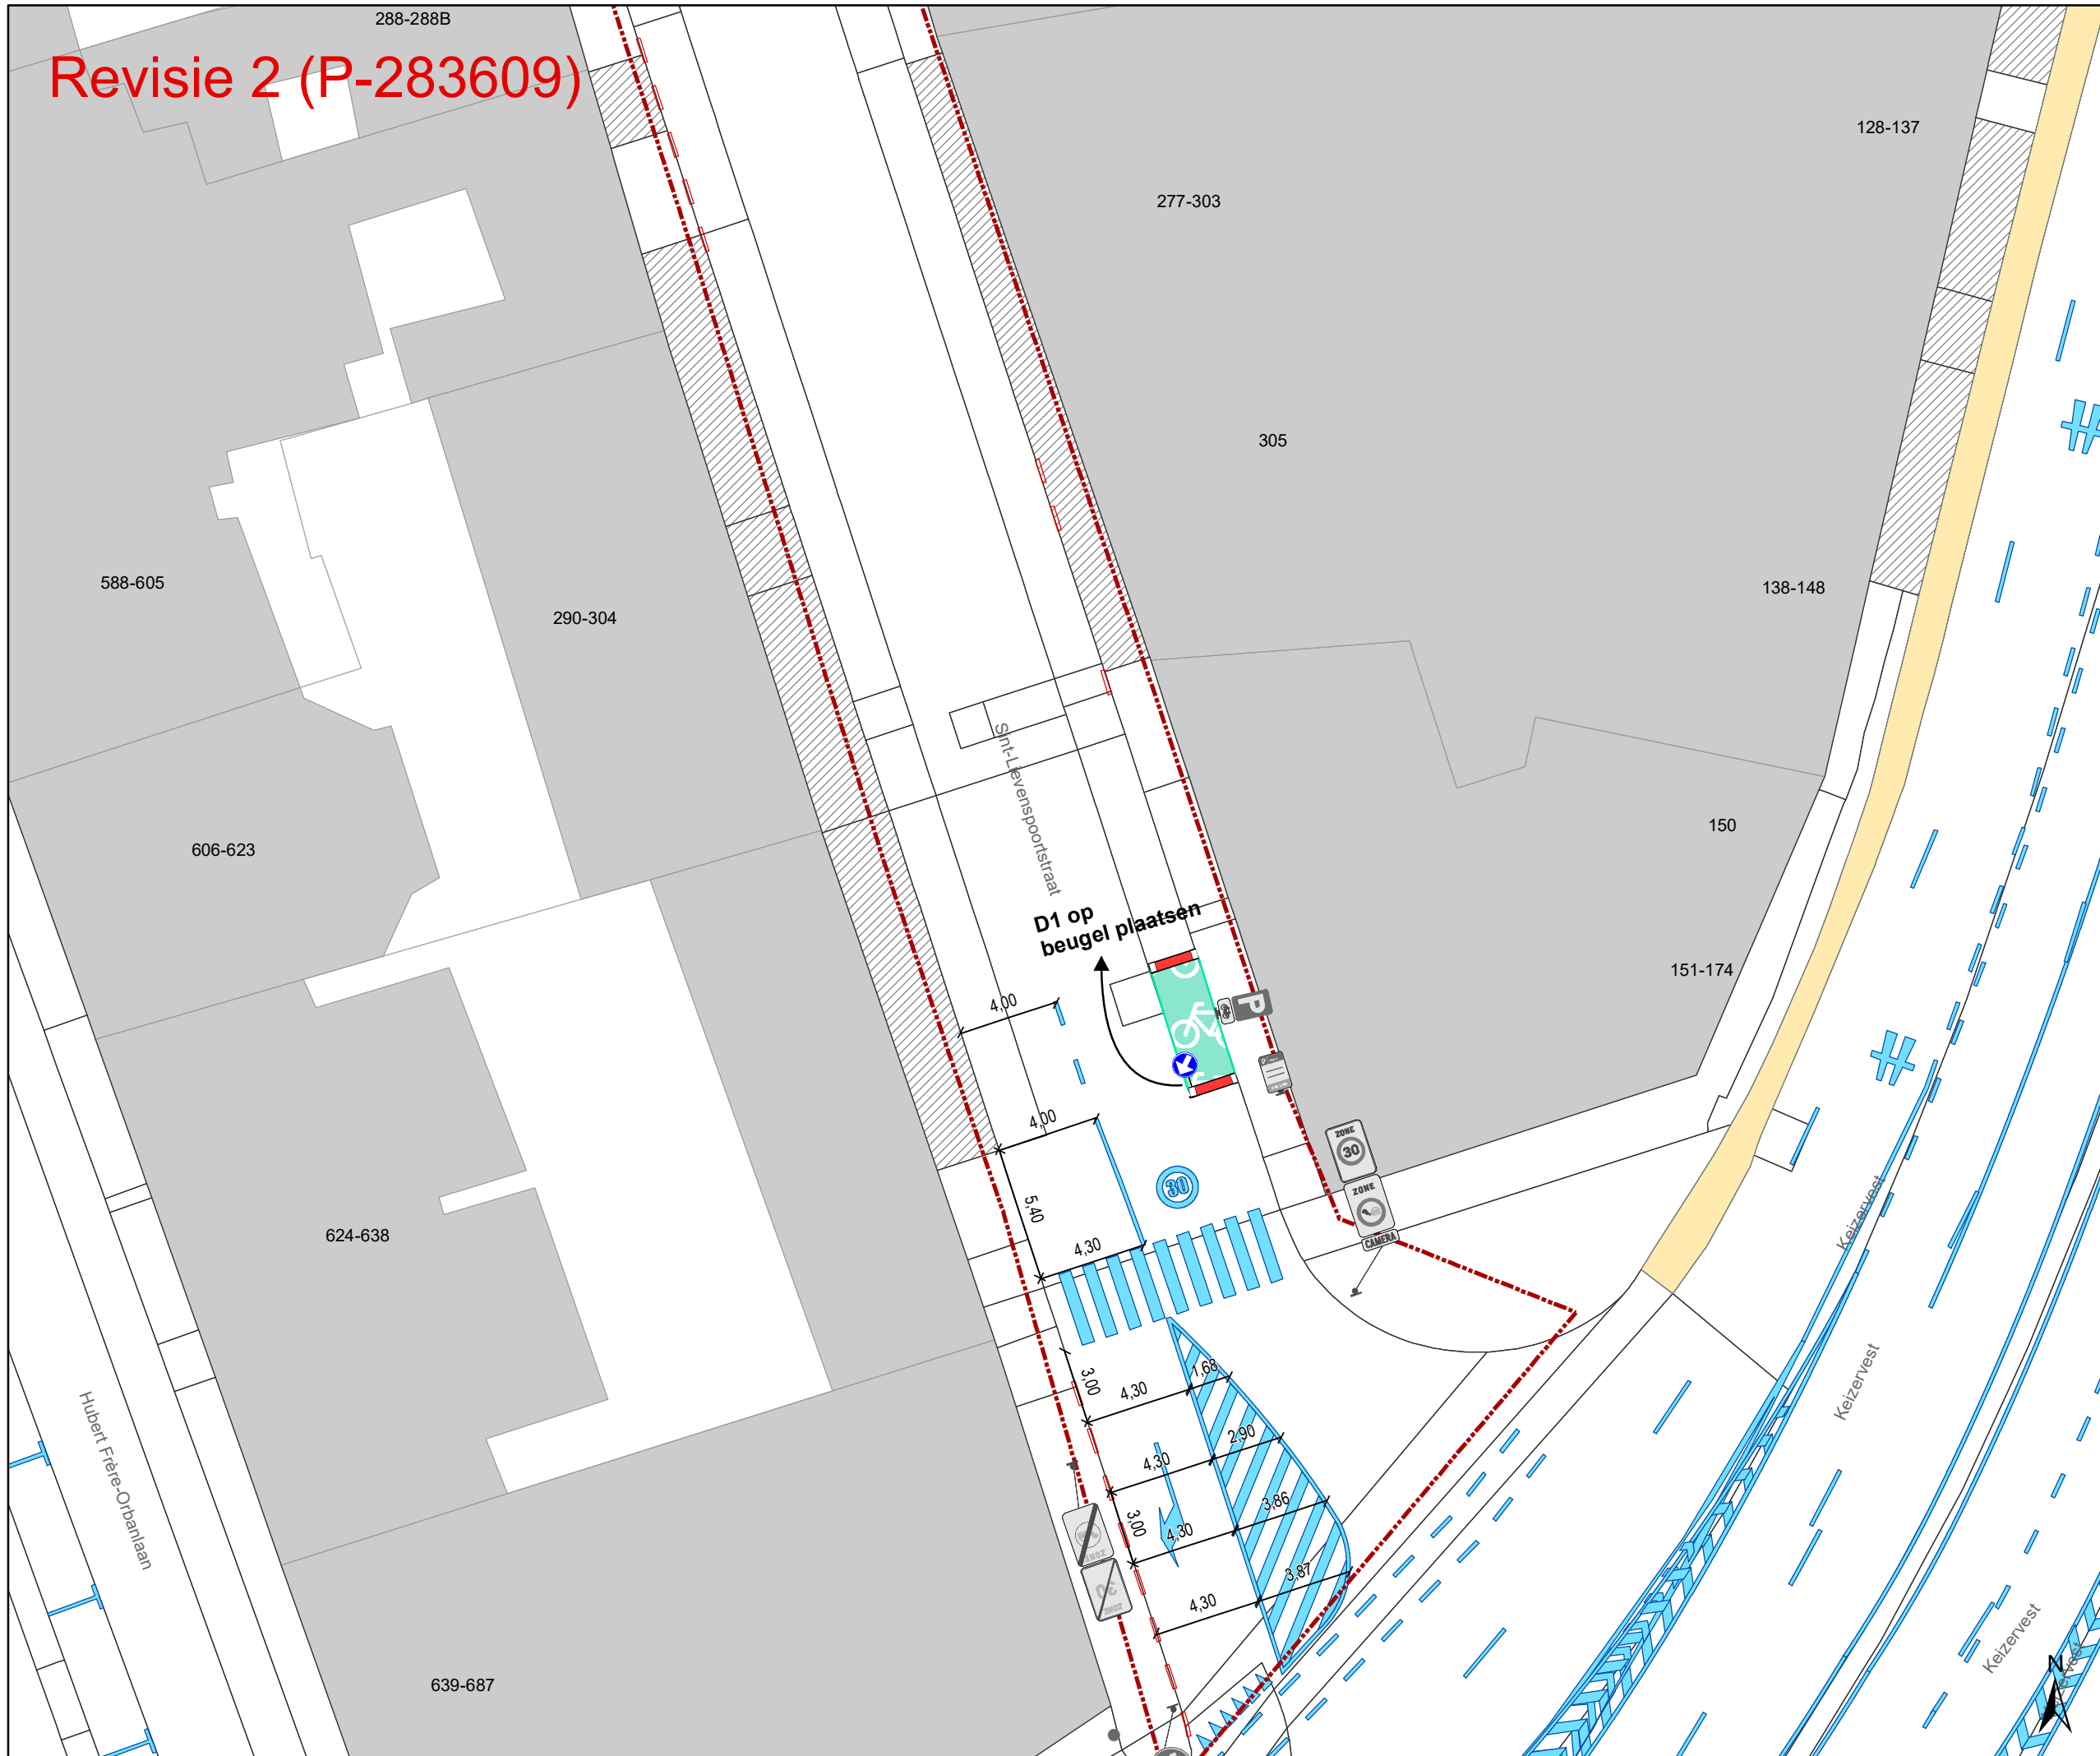 288-288B
Revisie 2 (P-283609)
128-137
277-303
305
588-605
290-304
138-148
Sint-Lievenspoortstraat
150
606-623
D1 op
beugel plaatsen
151-174
4,00
P
4,00
ZONE
30
ZONE
CAMERA
30
5,40
4,30
624-638
Keizervest
Keizervest
3,00
4,30
1,68
4,30
2,90
3,00
4,30
3,86
4,30
3,87
ZONE
30
ZONE
Hubert Frère-Orbanlaan
639-687
Keizervest
N